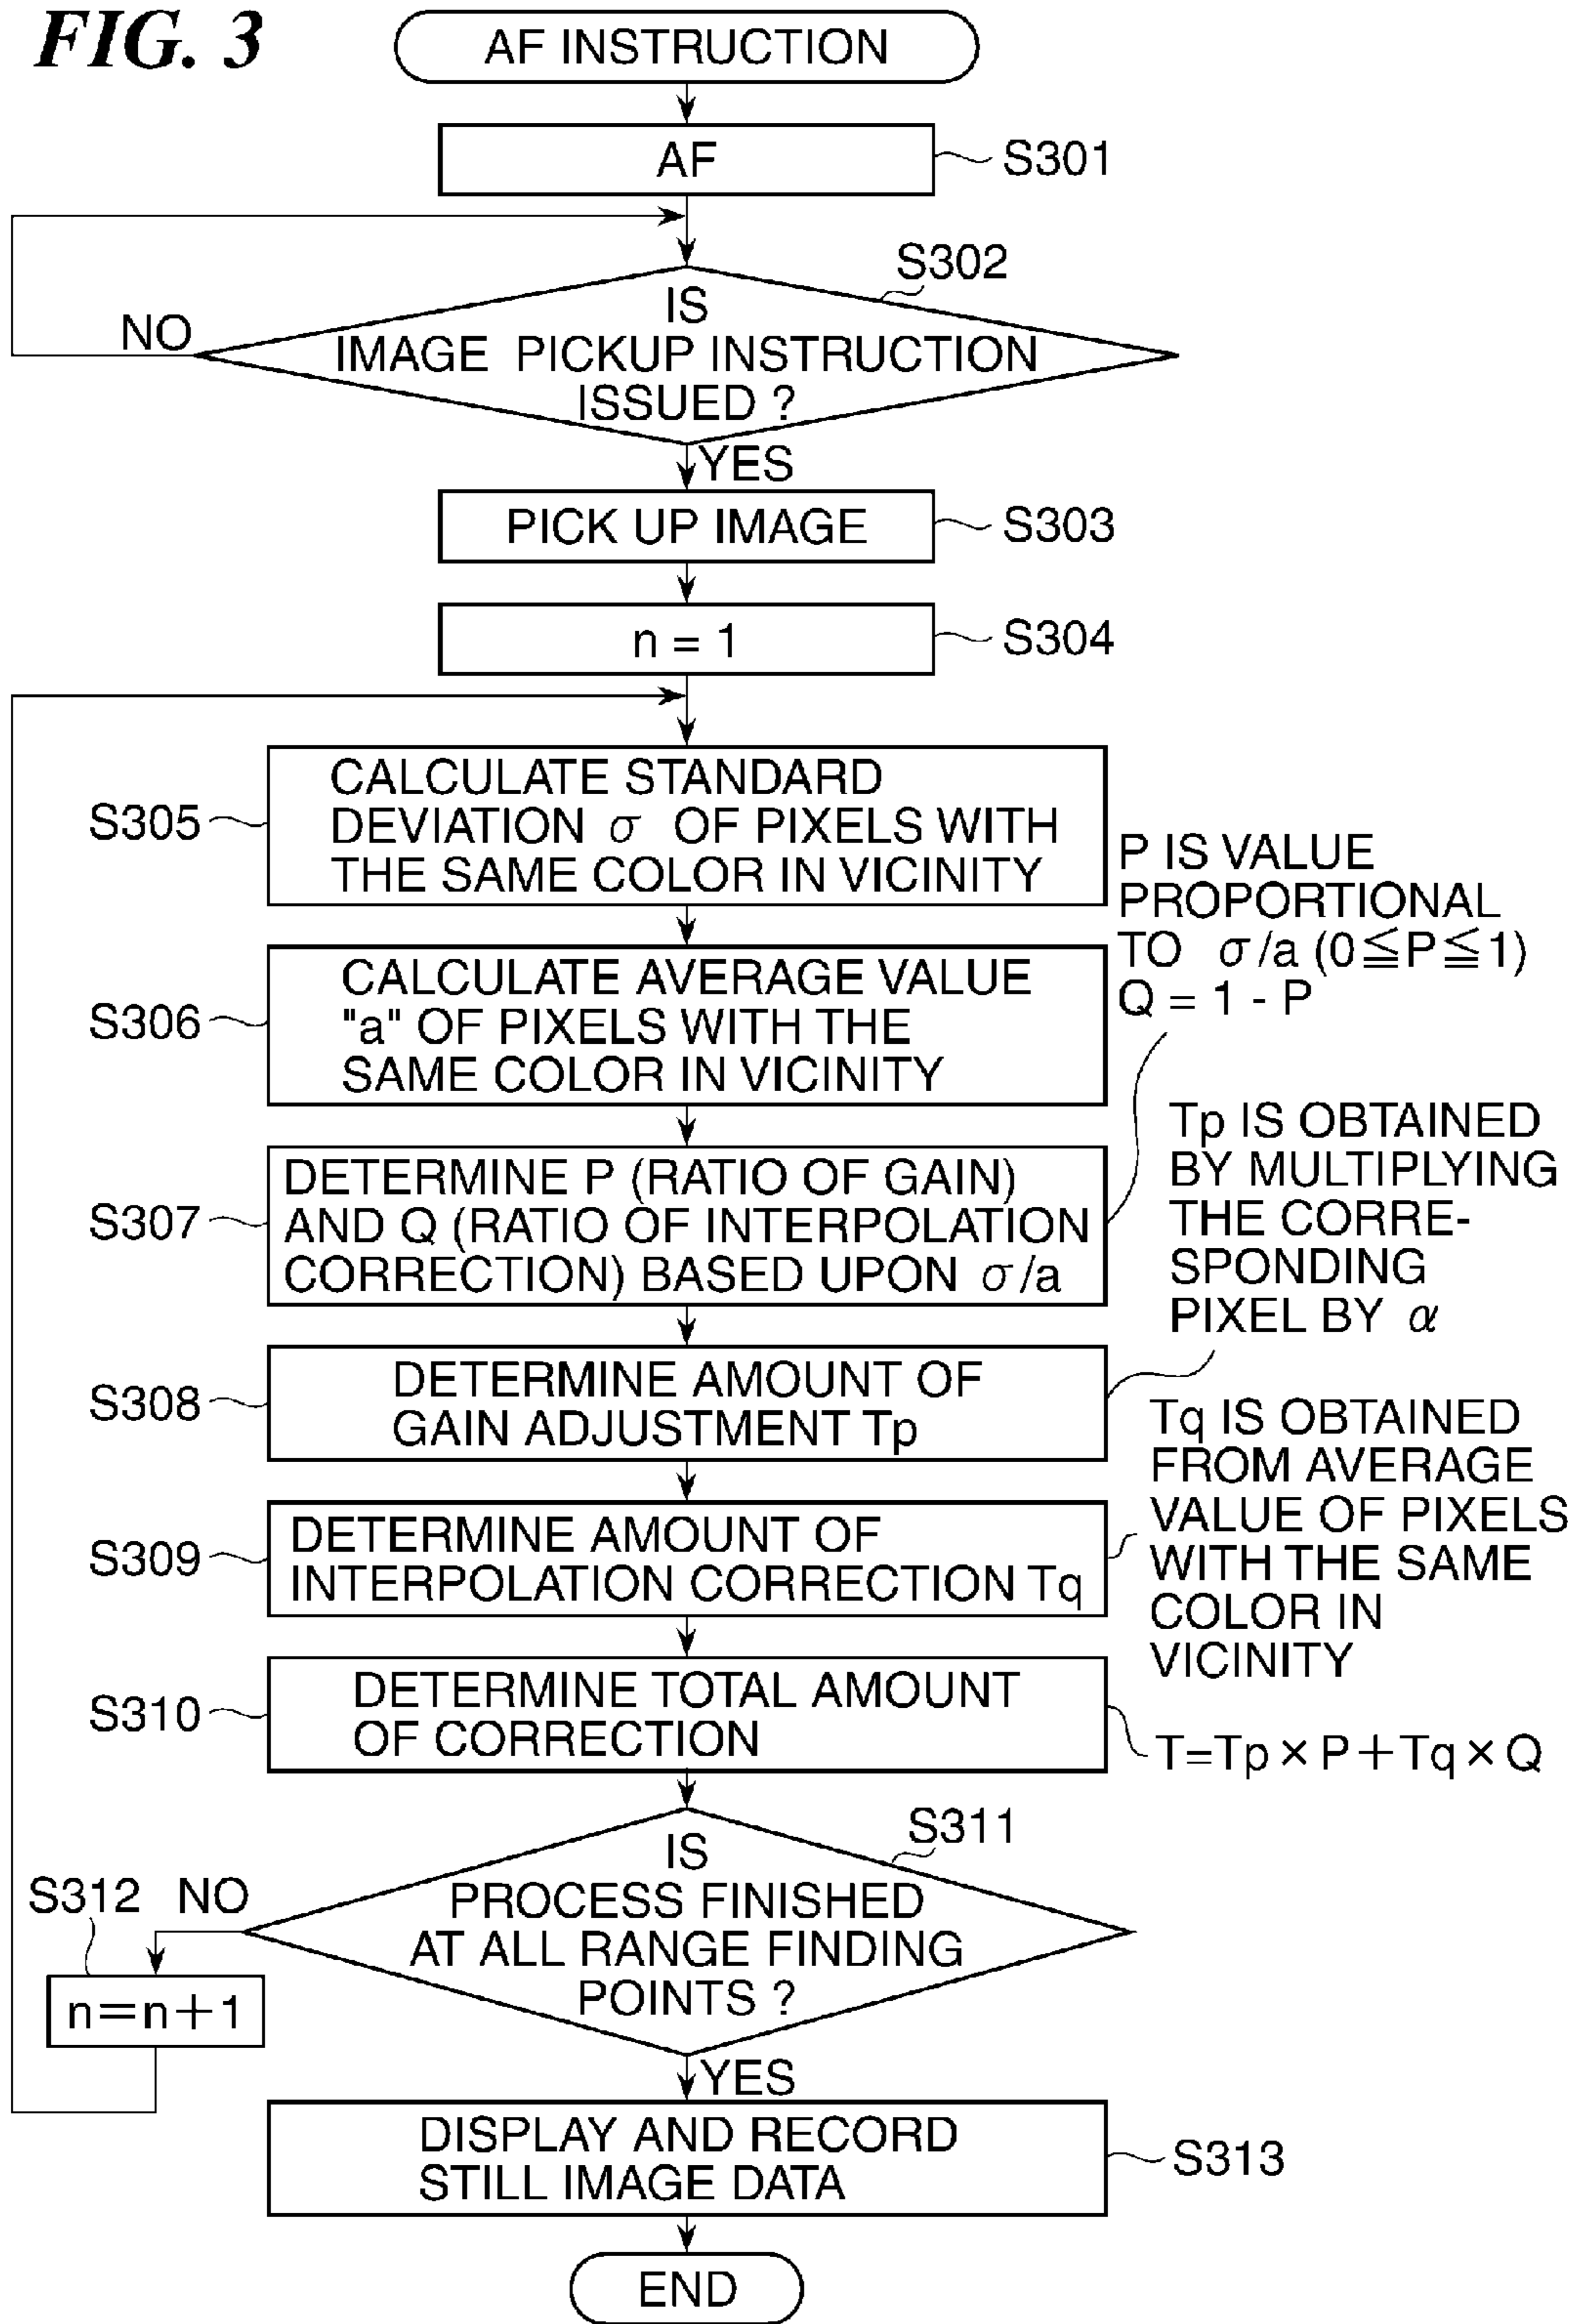 FIG. 3
AF INSTRUCTION
AF
S301
S302
IS
IMAGE PICKUP INSTRUCTION
ISSUED ?
NO
YES
PICK UP IMAGE
S303
n = 1
S304
S305
CALCULATE STANDARD
DEVIATION σ OF PIXELS WITH
THE SAME COLOR IN VICINITY
S306
CALCULATE AVERAGE VALUE
"a" OF PIXELS WITH THE
SAME COLOR IN VICINITY
P IS VALUE
PROPORTIONAL
TO σ/a (0≦P≦1)
Q = 1 - P
S307
DETERMINE P (RATIO OF GAIN)
AND Q (RATIO OF INTERPOLATION
CORRECTION) BASED UPON σ/a
Tp IS OBTAINED
BY MULTIPLYING
THE CORRE-
SPONDING
PIXEL BY α
S308
DETERMINE AMOUNT OF
GAIN ADJUSTMENT Tp
Tq IS OBTAINED
FROM AVERAGE
VALUE OF PIXELS
WITH THE SAME
COLOR IN
VICINITY
S309
DETERMINE AMOUNT OF
INTERPOLATION CORRECTION Tq
S310
DETERMINE TOTAL AMOUNT
OF CORRECTION
T=Tp×P+Tq×Q
S311
IS
PROCESS FINISHED
AT ALL RANGE FINDING
POINTS ?
S312 NO
n=n+1
YES
DISPLAY AND RECORD
STILL IMAGE DATA
S313
END